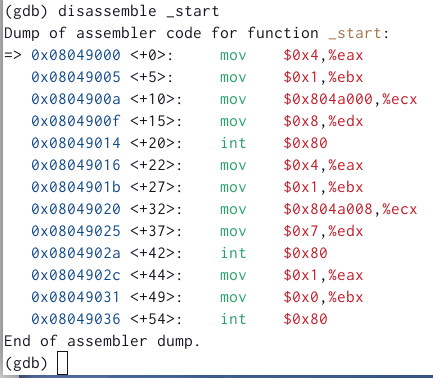 (gdb) disassemble _start
Dump of assembler code for function _start:
=> 0x08049000 <+0>:     mov    $0x4,%eax
   0x08049005 <+5>:     mov    $0x1,%ebx
   0x0804900a <+10>:    mov    $0x804a000,%ecx
   0x0804900f <+15>:    mov    $0x8,%edx
   0x08049014 <+20>:    int    $0x80
   0x08049016 <+22>:    mov    $0x4,%eax
   0x0804901b <+27>:    mov    $0x1,%ebx
   0x08049020 <+32>:    mov    $0x804a008,%ecx
   0x08049025 <+37>:    mov    $0x7,%edx
   0x0804902a <+42>:    int    $0x80
   0x0804902c <+44>:    mov    $0x1,%eax
   0x08049031 <+49>:    mov    $0x0,%ebx
   0x08049036 <+54>:    int    $0x80
End of assembler dump.
(gdb)